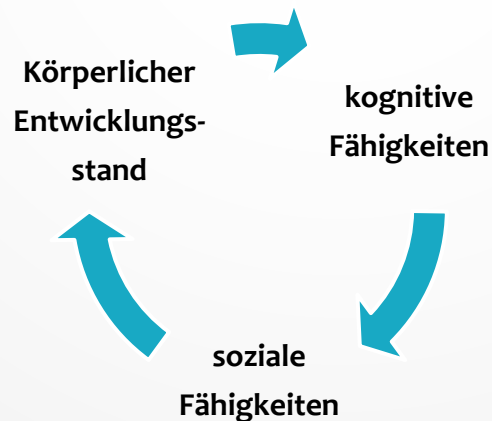 Körperlicher
Entwicklungs-
stand
kognitive
Fähigkeiten
soziale
Fähigkeiten